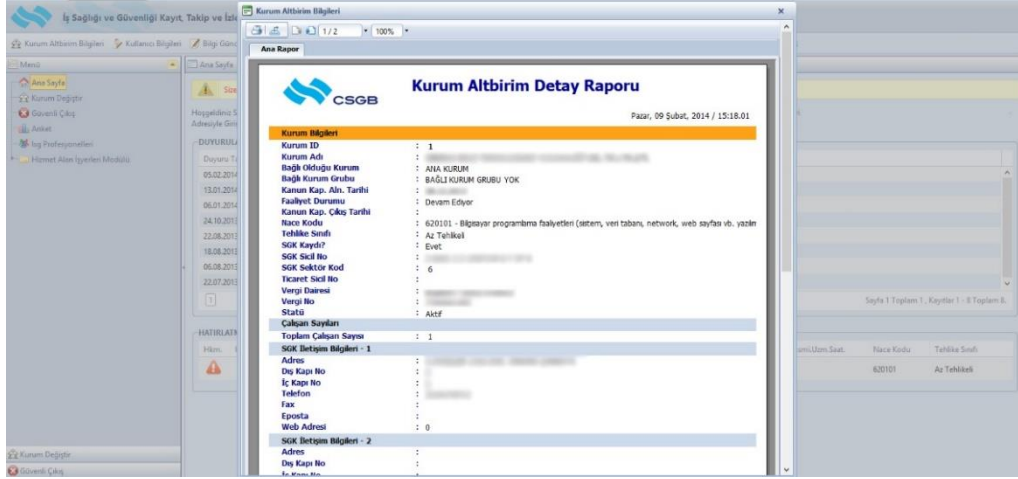 İş Sağlığı ve Güvenliği Kayıt, Takip ve İzle
Kurum Altbirim Bilgileri Kullanıcı Bilgileri Bilgi Günc
Menü
Ana Sayfa
Kurum Değiştir
Güvenli Çıkış
Anket
İsg Profesyonelleri
Hizmet Alan İşyerleri Modülü
Kurum Değiştir
Güvenli Çıkış
Ana Sayfa
Size
Hoşgeldiniz S
Adresiyle Giriş
DUYURULA
Duyuru Ta
05.02.2014
13.01.2014
06.01.2014
24.10.2013
22.08.2013
18.08.2013
06.08.2013
22.07.2013
1
Sayfa 1 Toplam 1 , Kayıtlar 1 - 8 Toplam 8.
HATIRLATM
Hüm.
Nace Kodu Tehlike Sınıfı
620101 Az Tehlikeli
Kurum Altbirim Bilgileri
1 / 2 100%
Ana Rapor
CSGB
Kurum Altbirim Detay Raporu
Pazar, 09 Şubat, 2014 / 15:18.01
Kurum Bilgileri
Kurum ID : 1
Kurum Adı :
Bağlı Olduğu Kurum : ANA KURUM
Bağlı Kurum Grubu : BAĞLI KURUM GRUBU YOK
Kanun Kap. Aln. Tarihi :
Faaliyet Durumu : Devam Ediyor
Kanun Kap. Çıkış Tarihi :
Nace Kodu : 620101 - Bilgisayar programlama faaliyetleri (sistem, veri tabanı, network, web sayfası vb. yazılım
Tehlike Sınıfı : Az Tehlikeli
SGK Kaydı? : Evet
SGK Sicil No :
SGK Sektör Kod : 6
Ticaret Sicil No :
Vergi Dairesi :
Vergi No :
Statü : Aktif
Çalışan Sayıları
Toplam Çalışan Sayısı : 1
SGK İletişim Bilgileri - 1
Adres :
Dış Kapı No :
İç Kapı No :
Telefon :
Fax :
Eposta :
Web Adresi : 0
SGK İletişim Bilgileri - 2
Adres :
Dış Kapı No :
İç Kapı No :